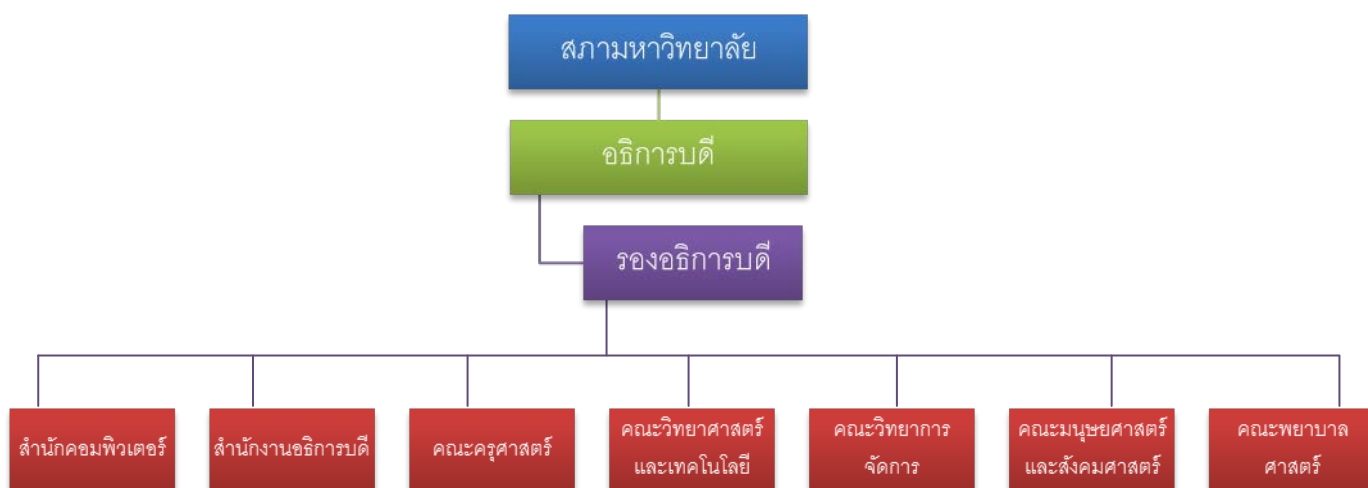 สภามหาวิทยาลัย
อธิการบดี
รองอธิการบดี
สำนักคอมพิวเตอร์
สำนักงานอธิการบดี
คณะครุศาสตร์
คณะวิทยาศาสตร์
และเทคโนโลยี
คณะวิทยาการ
จัดการ
คณะมนุษยศาสตร์
และสังคมศาสตร์
คณะพยาบาล
ศาสตร์